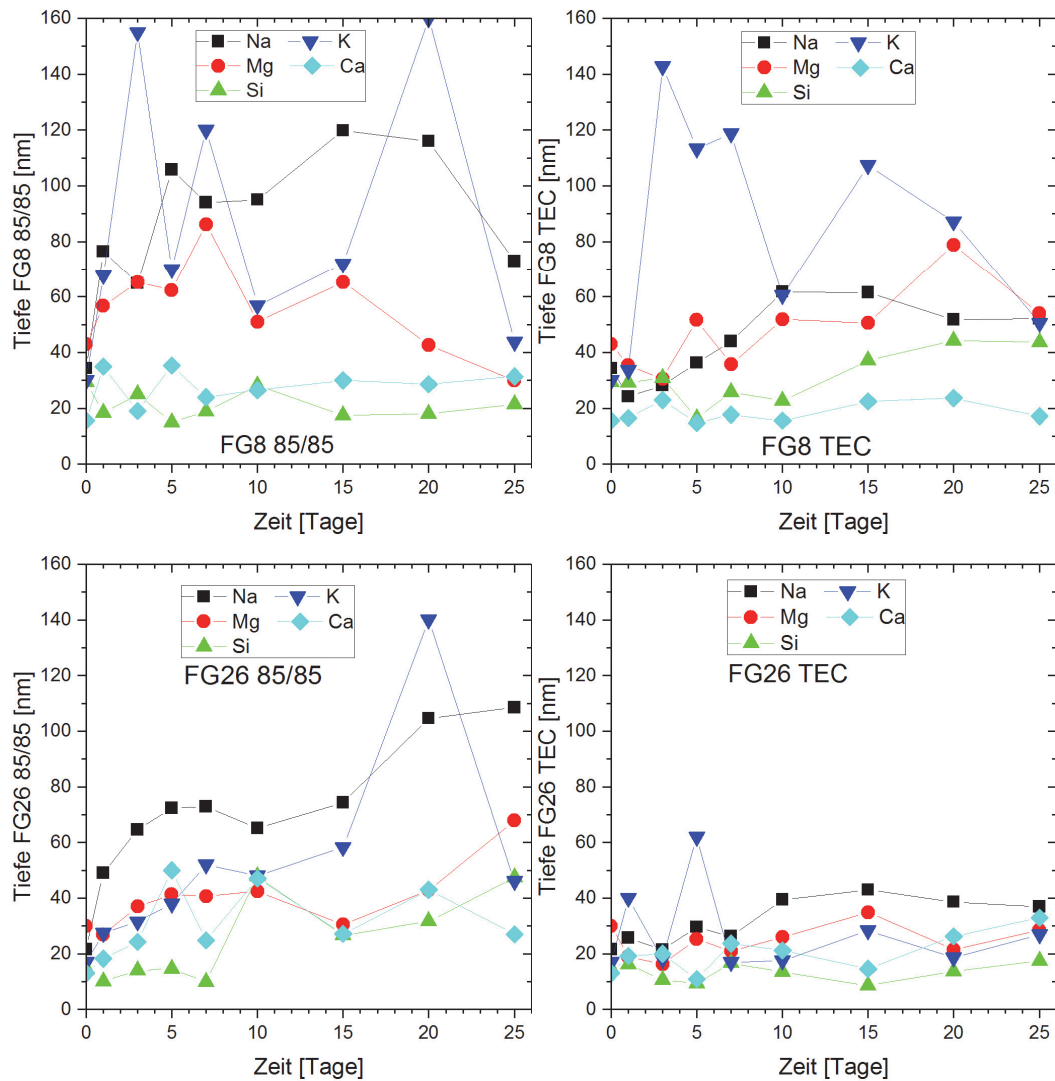 160
140
120
100
80
60
40
20
0
Tiefe FG8 85/85 [nm]
Na K
Mg Ca
Si
FG8 85/85
0 5 10 15 20 25
Zeit [Tage]
160
140
120
100
80
60
40
20
0
Tiefe FG8 TEC [nm]
Na K
Mg Ca
Si
FG8 TEC
0 5 10 15 20 25
Zeit [Tage]
160
140
120
100
80
60
40
20
0
Tiefe FG26 85/85 [nm]
Na K
Mg Ca
Si
FG26 85/85
0 5 10 15 20 25
Zeit [Tage]
160
140
120
100
80
60
40
20
0
Tiefe FG26 TEC [nm]
Na K
Mg Ca
Si
FG26 TEC
0 5 10 15 20 25
Zeit [Tage]